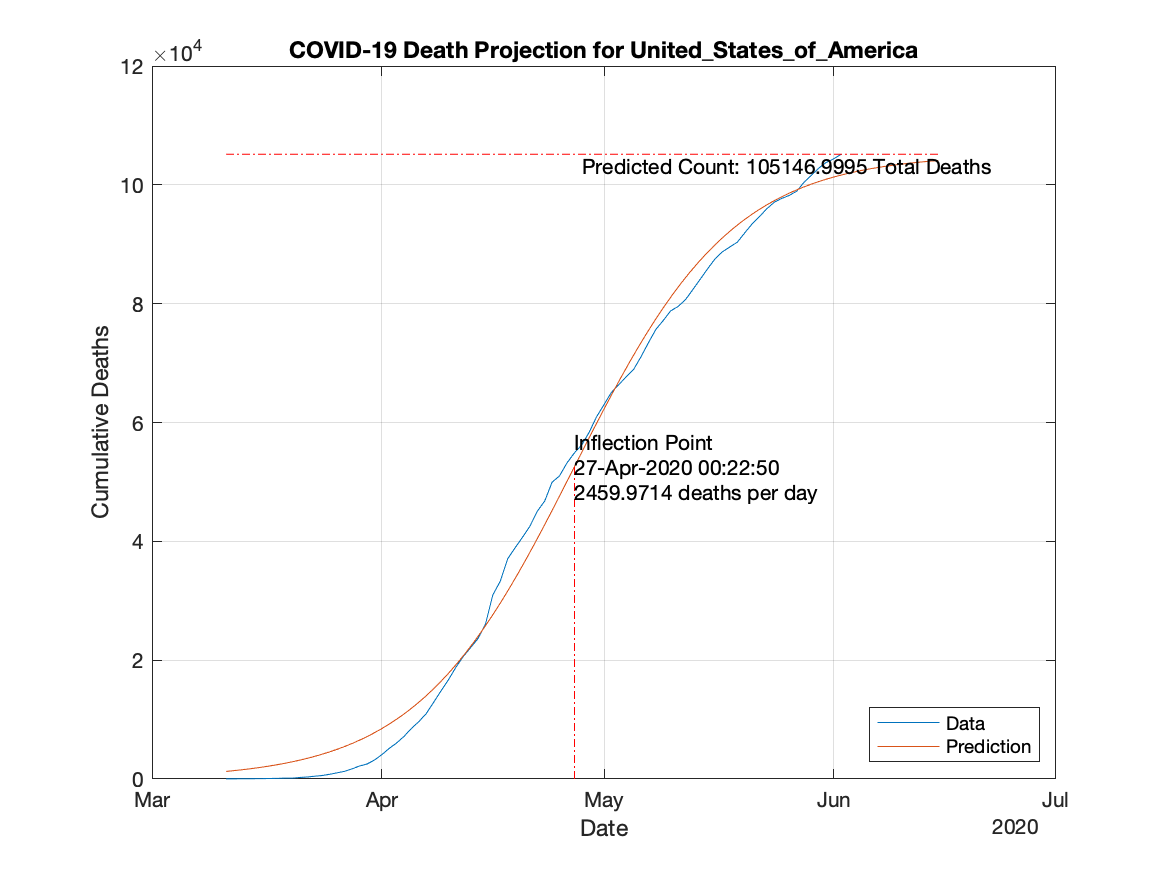 COVID-19 Death Projection for United_States_of_America
×10⁴
12
10
8
6
4
2
0
Cumulative Deaths
Predicted Count: 105146.9995 Total Deaths
Inflection Point
27-Apr-2020 00:22:50
2459.9714 deaths per day
Data
Prediction
Mar Apr May Jun Jul
Date
2020